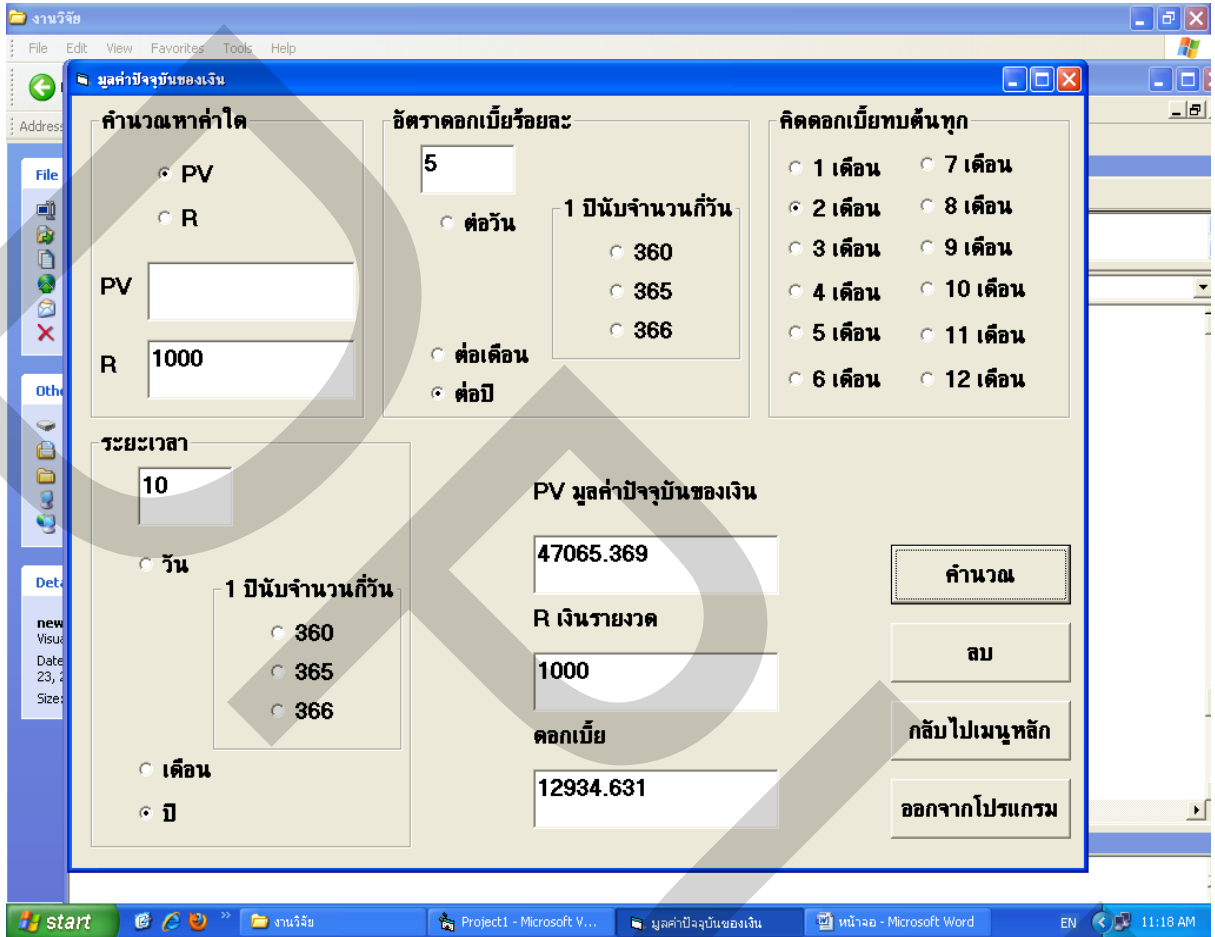 งานวิจัย
File Edit View Favorites Tools Help
Address
File
Othe
Deta
new
Visua
Date
23, 2
Size:
มูลค่าปัจจุบันของเงิน
คำนวณหาค่าใด
PV
R
PV
R 1000
อัตราดอกเบี้ยร้อยละ
5
ต่อวัน
1 ปีนับจำนวนกี่วัน
360
365
366
ต่อเดือน
ต่อปี
คิดดอกเบี้ยทบต้นทุก
1 เดือน 7 เดือน
2 เดือน 8 เดือน
3 เดือน 9 เดือน
4 เดือน 10 เดือน
5 เดือน 11 เดือน
6 เดือน 12 เดือน
ระยะเวลา
10
วัน
1 ปีนับจำนวนกี่วัน
360
365
366
เดือน
ปี
PV มูลค่าปัจจุบันของเงิน
47065.369
R เงินรายงวด
1000
ดอกเบี้ย
12934.631
คำนวณ
ลบ
กลับไปเมนูหลัก
ออกจากโปรแกรม
start งานวิจัย Project1 - Microsoft V... มูลค่าปัจจุบันของเงิน หน้าจอ - Microsoft Word EN 11:18 AM